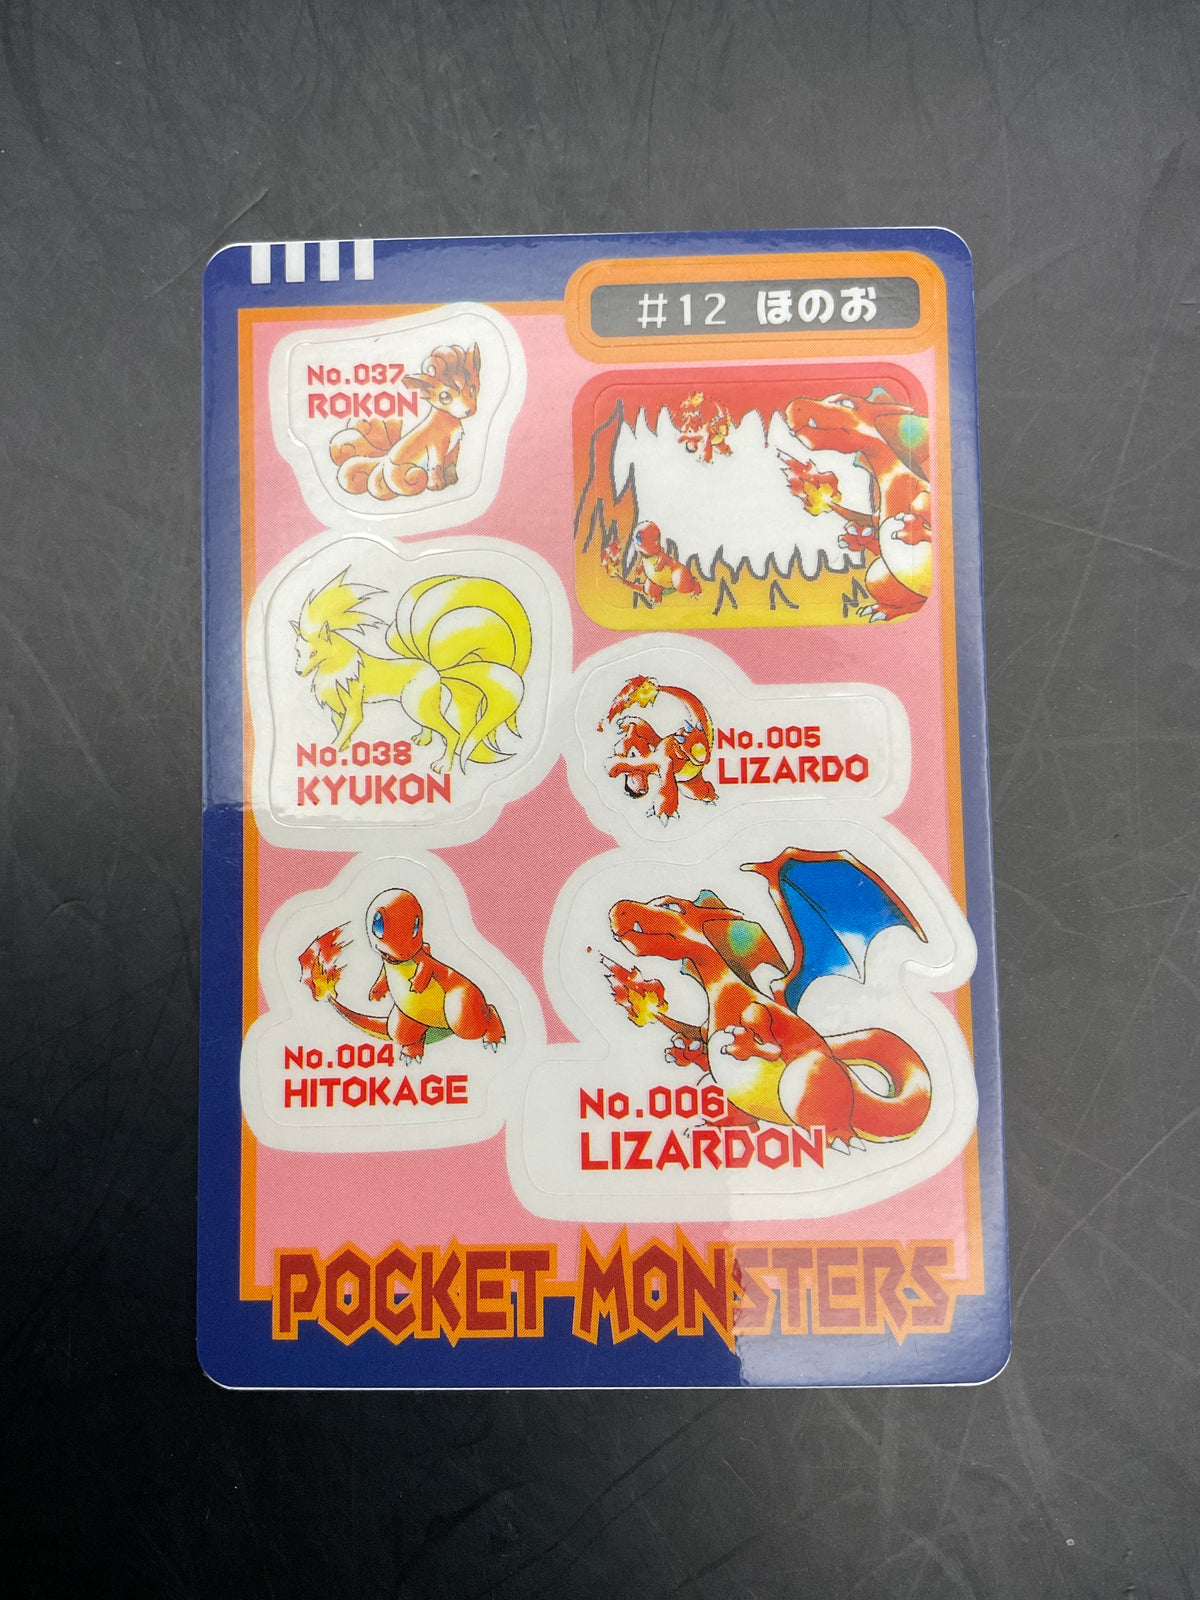 #12 ほのお
No.037
ROKON
No.038
KYUKON
No.005
LIZARDO
No.004
HITOKAGE
No.006
LIZARDON
POCKET MONSTERS